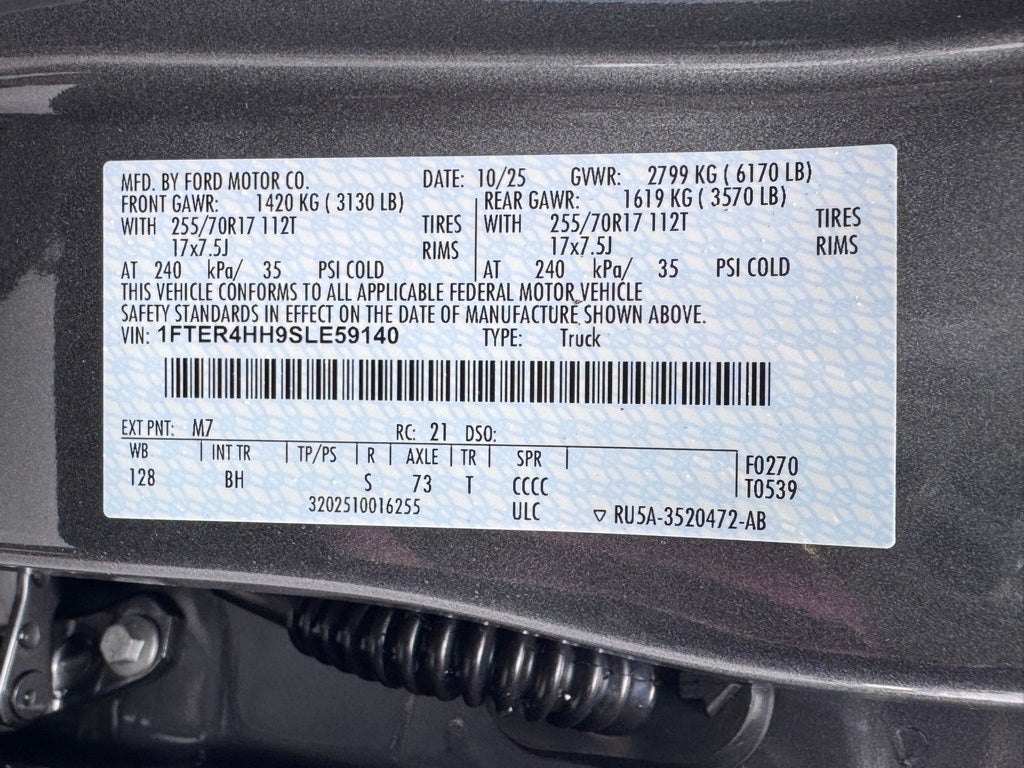 MFD. BY FORD MOTOR CO. DATE: 10/25 GVWR: 2799 KG ( 6170 LB)
FRONT GAWR: 1420 KG ( 3130 LB) REAR GAWR: 1619 KG ( 3570 LB)
WITH 255/70R17 112T TIRES WITH 255/70R17 112T TIRES
17x7.5J RIMS 17x7.5J RIMS
AT 240 kPa/ 35 PSI COLD AT 240 kPa/ 35 PSI COLD
THIS VEHICLE CONFORMS TO ALL APPLICABLE FEDERAL MOTOR VEHICLE
SAFETY STANDARDS IN EFFECT ON THE DATE OF MANUFACTURE SHOWN ABOVE.
VIN: 1FTER4HH9SLE59140 TYPE: Truck
EXT PNT: M7 RC: 21 DSO:
WB INT TR TP/PS R AXLE TR SPR F0270
128 BH S 73 T CCCC T0539
3202510016255 ULC ▽ RU5A-3520472-AB